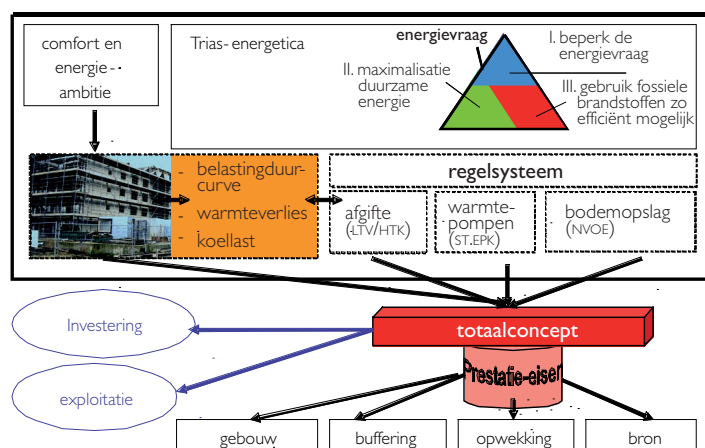 comfort en
energie -
ambitie
Trias- energetica
energievraag
I. beperk de
energievraag
II. maximalisatie
duurzame
energie
III. gebruik fossiele
brandstoffen zo
efficiënt mogelijk
- belastingduur-
curve
- warmteverlies
- koellast
regelsysteem
afgifte
(-LTV/HTK)
warmte-
pompen
(ST.EPK)
bodemopslag
(NVOE)
Investering
totaalconcept
exploitatie
Prestatie-eisen
gebouw
buffering
opwekking
bron